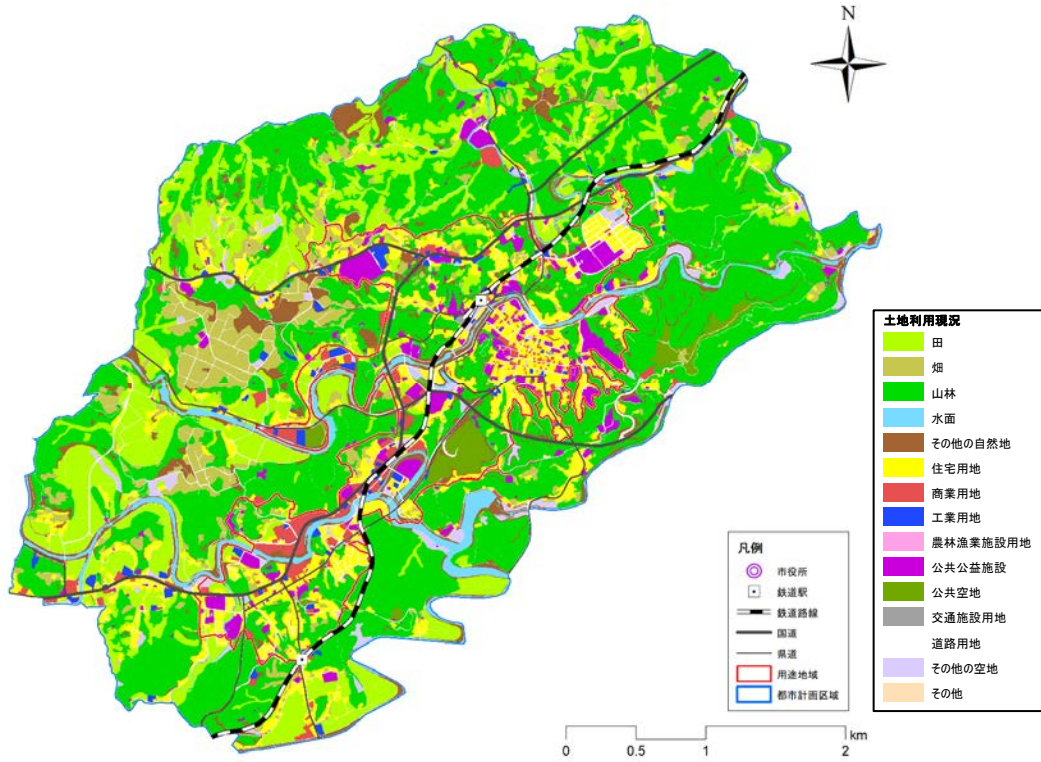 N
土地利用現況
田
畑
山林
水面
その他の自然地
住宅用地
商業用地
工業用地
農林漁業施設用地
公共公益施設
公共空地
交通施設用地
道路用地
その他の空地
その他
凡例
市役所
鉄道駅
鉄道路線
国道
県道
用途地域
都市計画区域
km
0 0.5 1 2